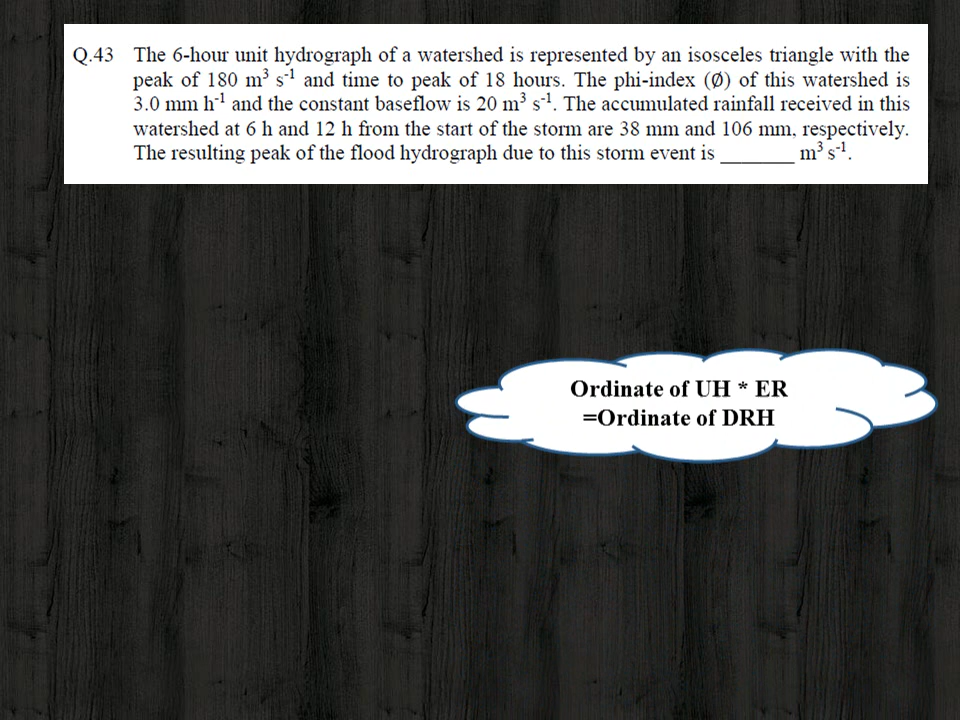 Q.43 The 6-hour unit hydrograph of a watershed is represented by an isosceles triangle with the
peak of 180 m³ s⁻¹ and time to peak of 18 hours. The phi-index (Ø) of this watershed is
3.0 mm h⁻¹ and the constant baseflow is 20 m³ s⁻¹. The accumulated rainfall received in this
watershed at 6 h and 12 h from the start of the storm are 38 mm and 106 mm, respectively.
The resulting peak of the flood hydrograph due to this storm event is _______ m³ s⁻¹.
Ordinate of UH * ER
=Ordinate of DRH